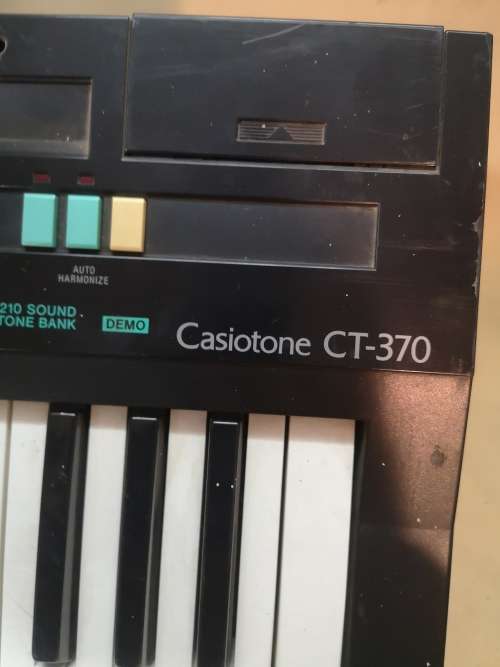 AUTO
HARMONIZE
210 SOUND
TONE BANK
DEMO
Casiotone CT-370